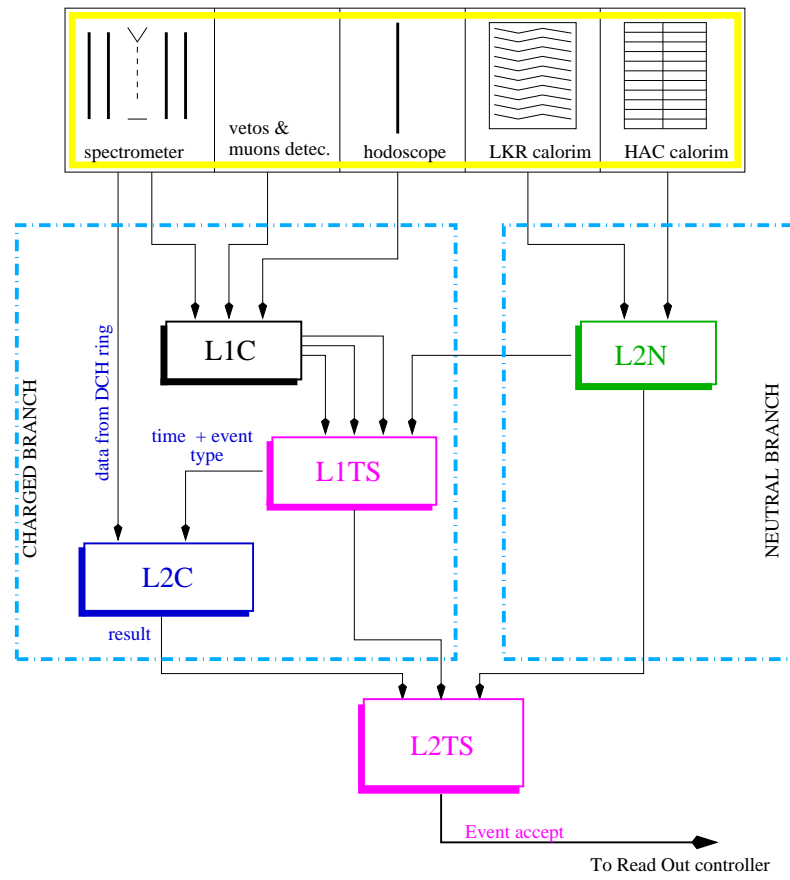 spectrometer
vetos &
muons detec.
hodoscope
LKR calorim
HAC calorim
CHARGED BRANCH
data from DCH ring
L1C
L2N
NEUTRAL BRANCH
time + event
type
L1TS
L2C
result
L2TS
Event accept
To Read Out controller